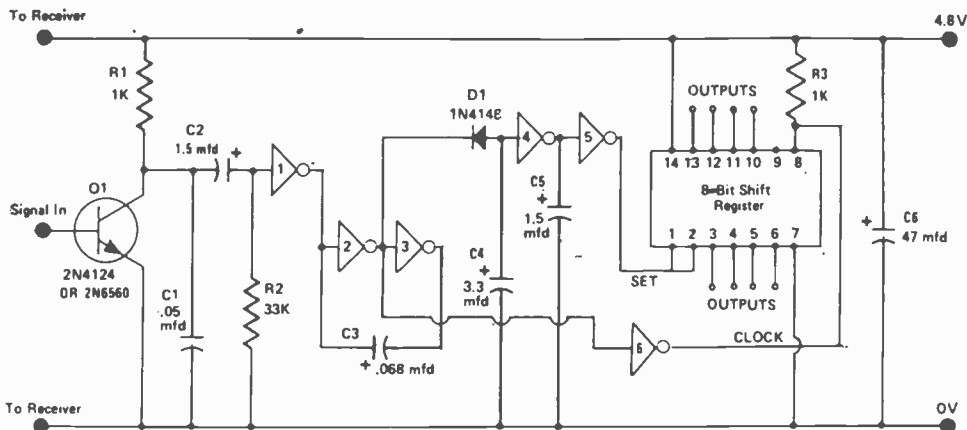 To Receiver
4.8V
R1
1K
R3
1K
D1
1N4148
OUTPUTS
C2
1.5 mfd
+
1
4
5
14 13 12 11 10 9 8
8-Bit Shift
Register
1 2 3 4 5 6 7
Q1
Signal In
2N4124
OR 2N6560
C5
+
1.5
mfd
C4
+
3.3
mfd
+
C6
47 mfd
2
3
SET
OUTPUTS
C1
.05
mfd
R2
33K
C3
+
.068 mfd
6
CLOCK
To Receiver
0V